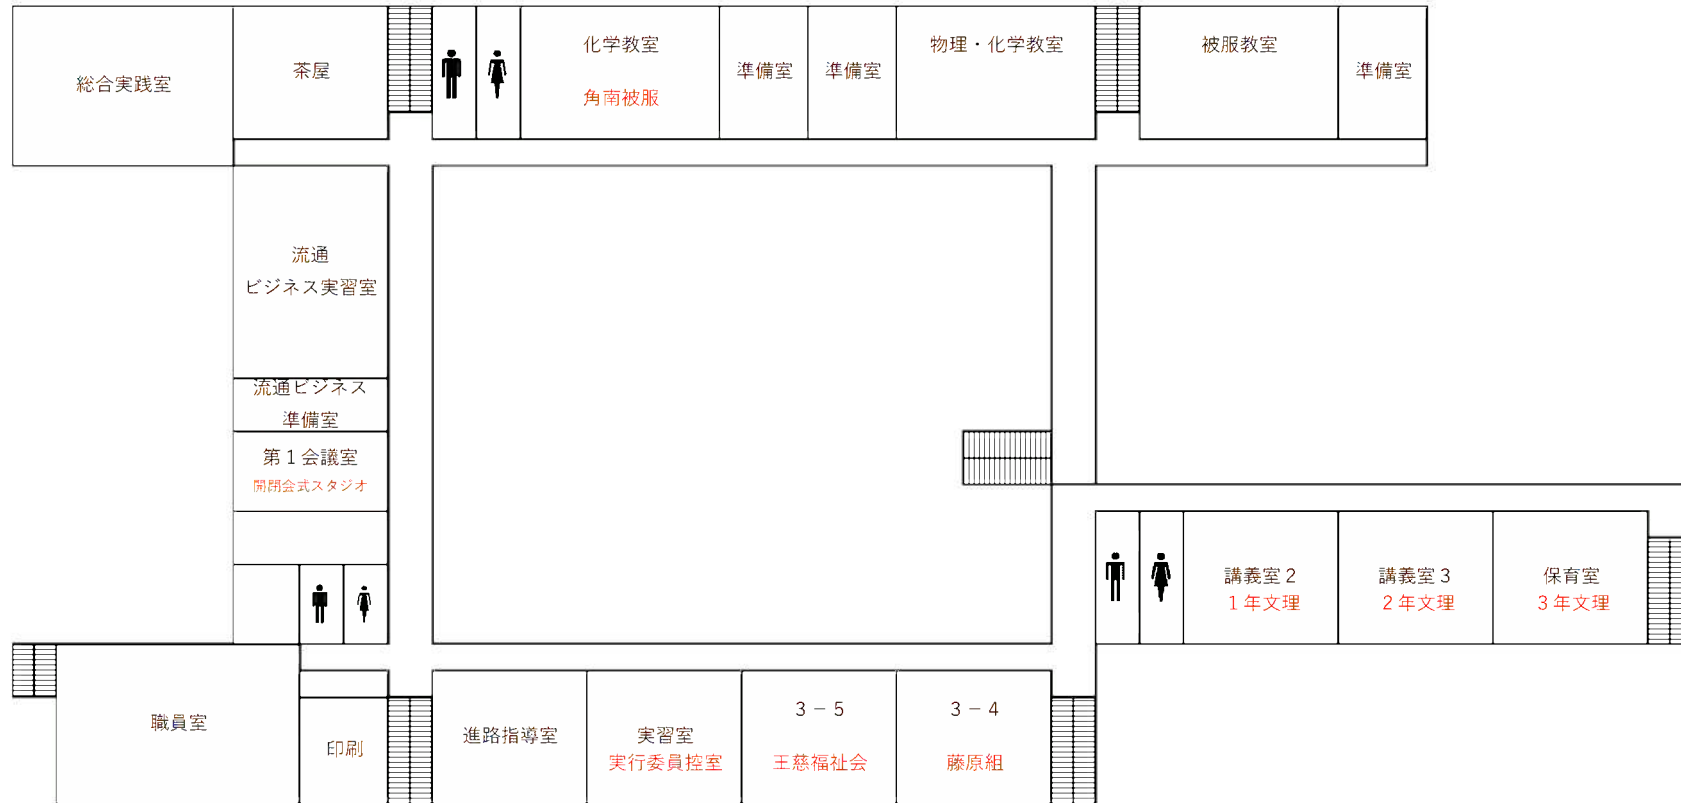 総合実践室
茶屋
化学教室
角南被服
準備室
準備室
物理・化学教室
被服教室
準備室
流通
ビジネス実習室
流通ビジネス
準備室
第1会議室
開閉会式スタジオ
講義室2
1年文理
講義室3
2年文理
保育室
3年文理
職員室
印刷
進路指導室
実習室
実行委員控室
3-5
王慈福祉会
3-4
藤原組